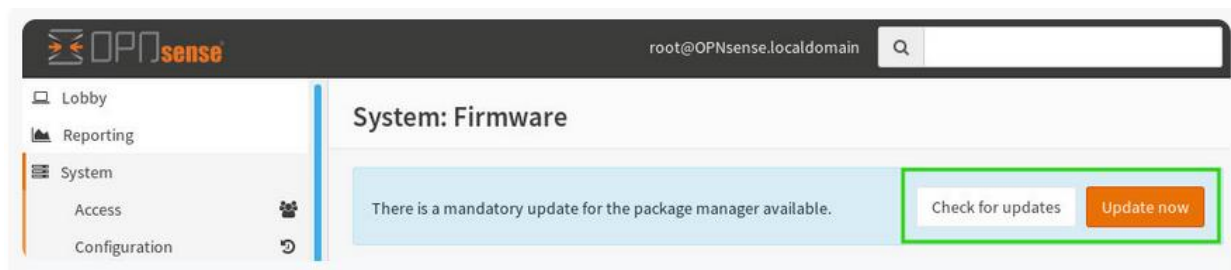 OPNsense
root@OPNsense.localdomain
Lobby
Reporting
System
Access
Configuration
System: Firmware
There is a mandatory update for the package manager available.
Check for updates
Update now